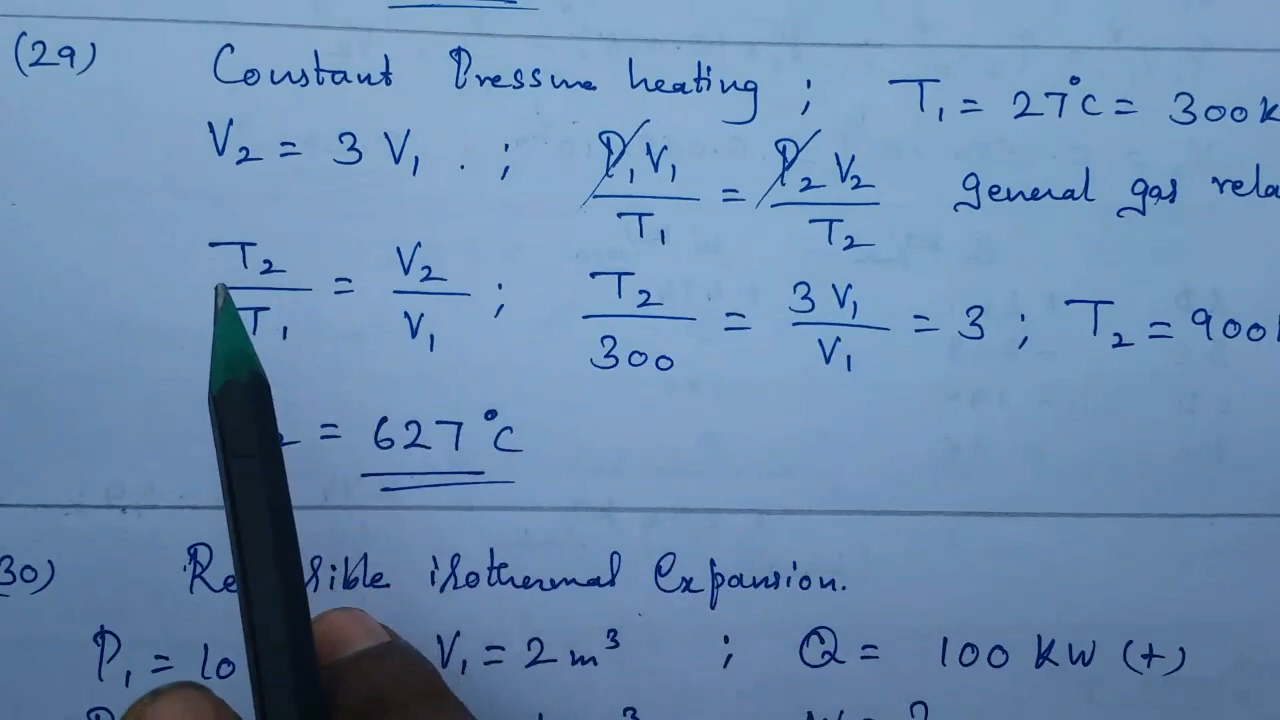 (29) Constant Pressure heating ; T₁ = 27°C = 300K
V₂ = 3 V₁ . ; P₁V₁/T₁ = P₂V₂/T₂ General gas rela
T₂/T₁ = V₂/V₁ ; T₂/300 = 3V₁/V₁ = 3 ; T₂ = 900
= 627°C
30) Re sible isothermal Expansion.
P₁ = 10 V₁ = 2 m³ ; Q = 100 KW (+)